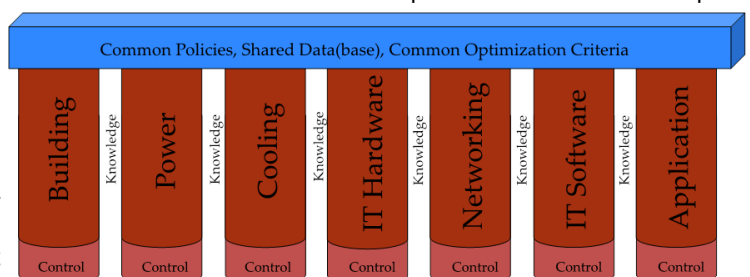 Common Policies, Shared Data(base), Common Optimization Criteria
Building
Knowledge
Power
Knowledge
Cooling
Knowledge
IT Hardware
Knowledge
Networking
Knowledge
IT Software
Knowledge
Application
Control
Control
Control
Control
Control
Control
Control